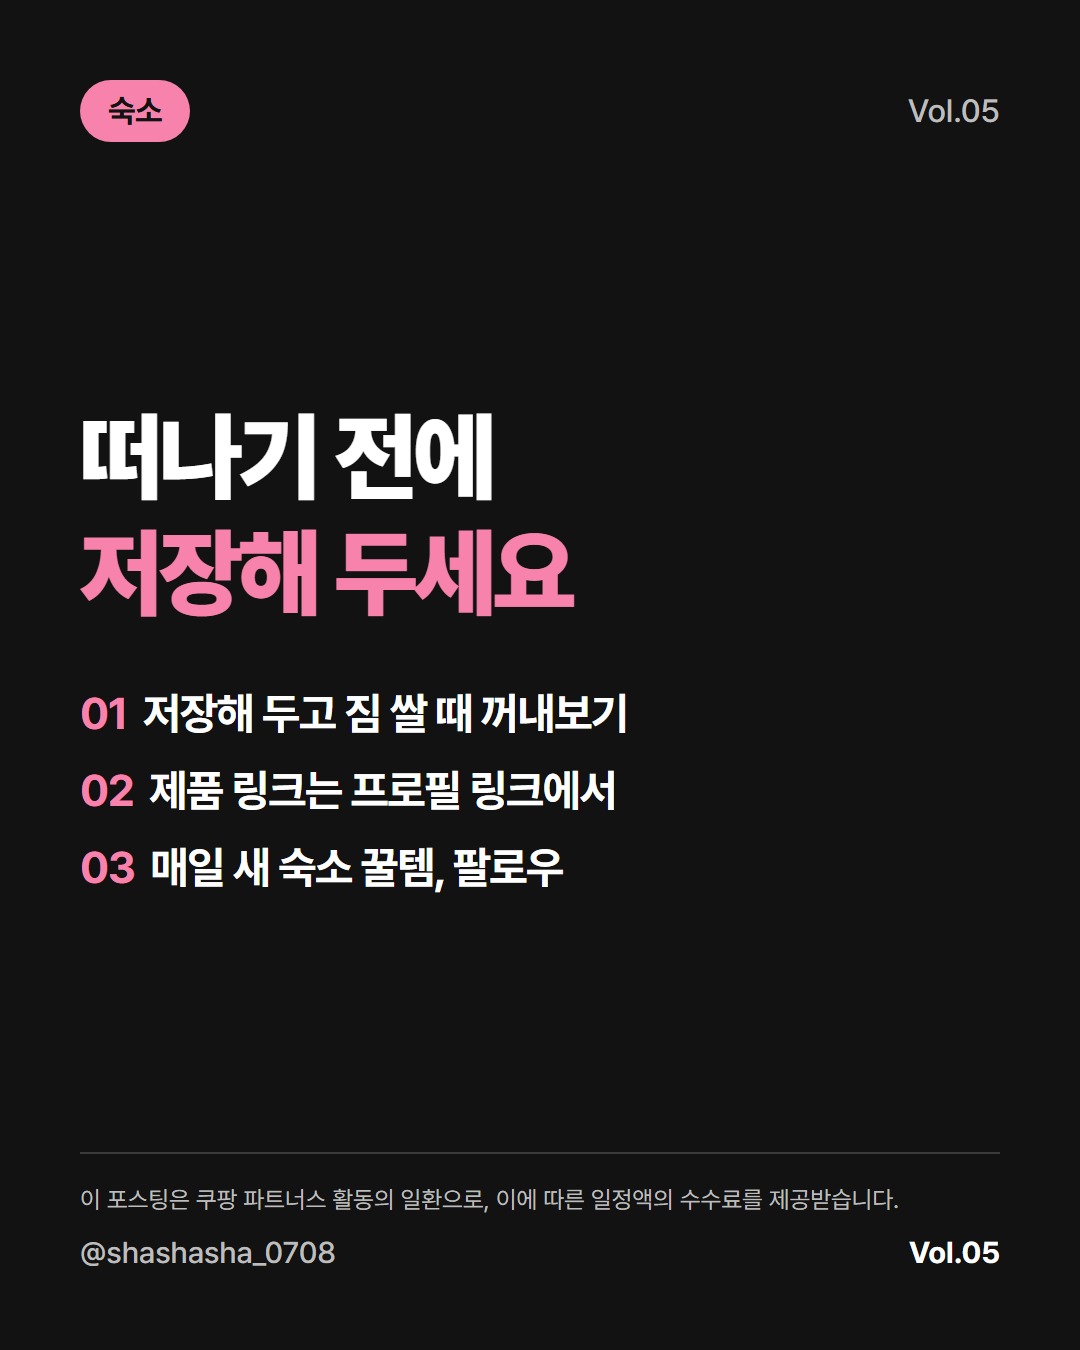 숙소
Vol.05
떠나기 전에
저장해 두세요
01 저장해 두고 짐 쌀 때 꺼내보기
02 제품 링크는 프로필 링크에서
03 매일 새 숙소 꿀템, 팔로우
이 포스팅은 쿠팡 파트너스 활동의 일환으로, 이에 따른 일정액의 수수료를 제공받습니다.
@shashasha_0708
Vol.05